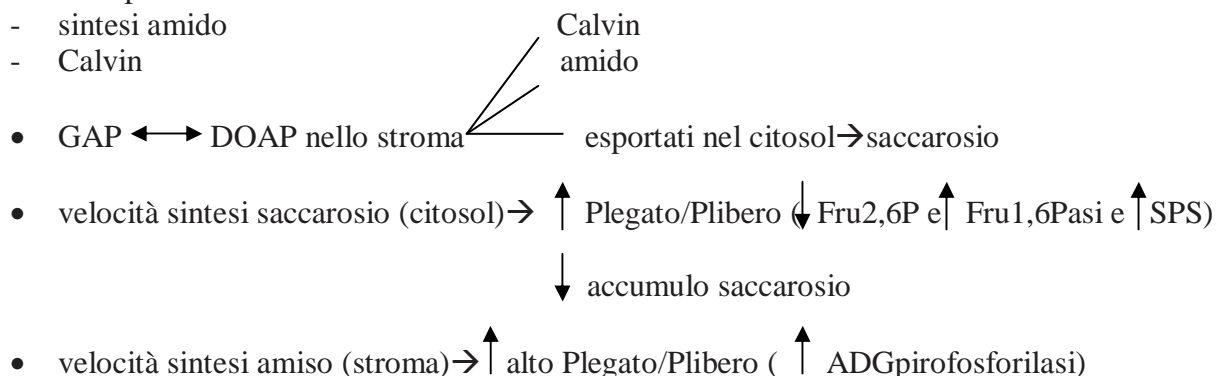 - sintesi amido Calvin
- Calvin amido
• GAP ↔ DOAP nello stroma esportati nel citosol→saccarosio
• velocità sintesi saccarosio (citosol)→ ↑ Plegato/Plibero (↓ Fru2,6P e↑ Fru1,6Pasi e ↑SPS)
↓ accumulo saccarosio
• velocità sintesi amiso (stroma)→↑ alto Plegato/Plibero ( ↑ ADGpirofosforilasi)